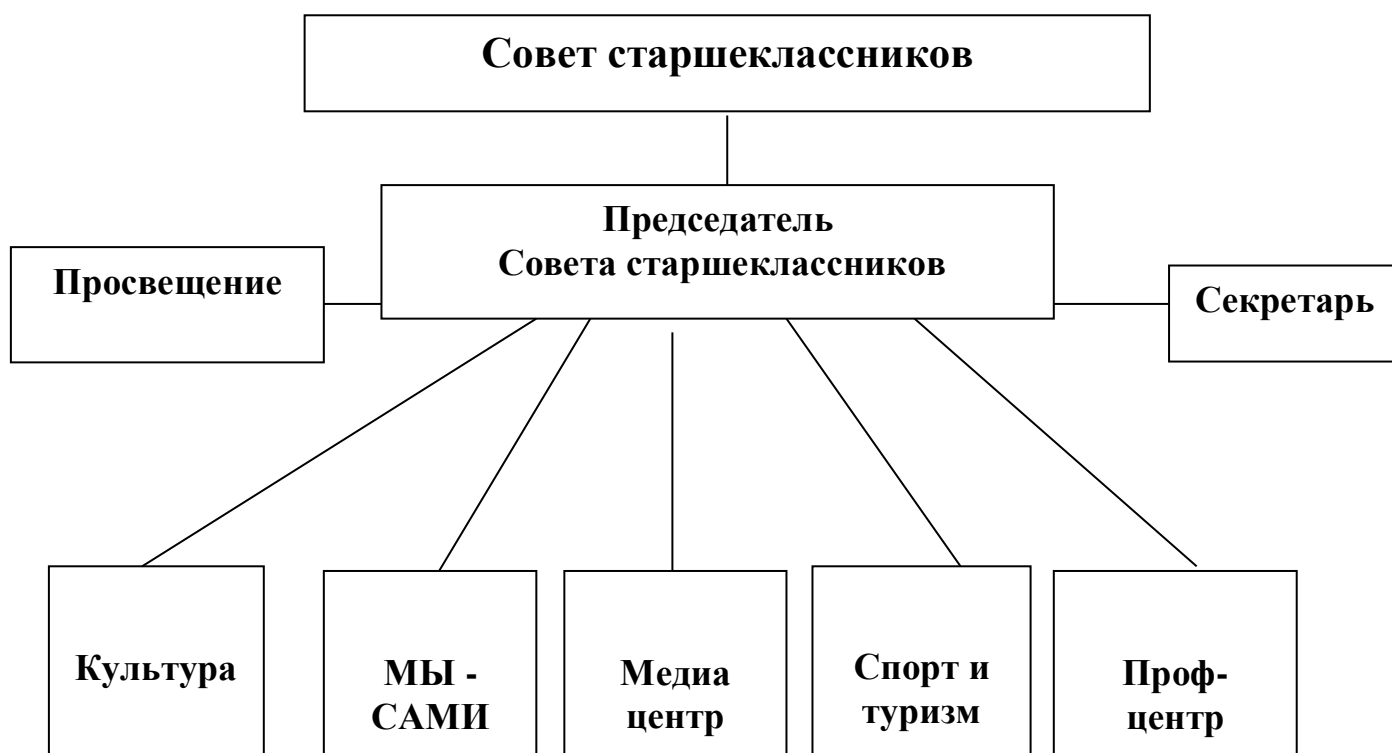 Совет старшеклассников
Председатель
Совета старшеклассников
Просвещение
Секретарь
Культура
МЫ -
САМИ
Медиа
центр
Спорт и
туризм
Проф-
центр